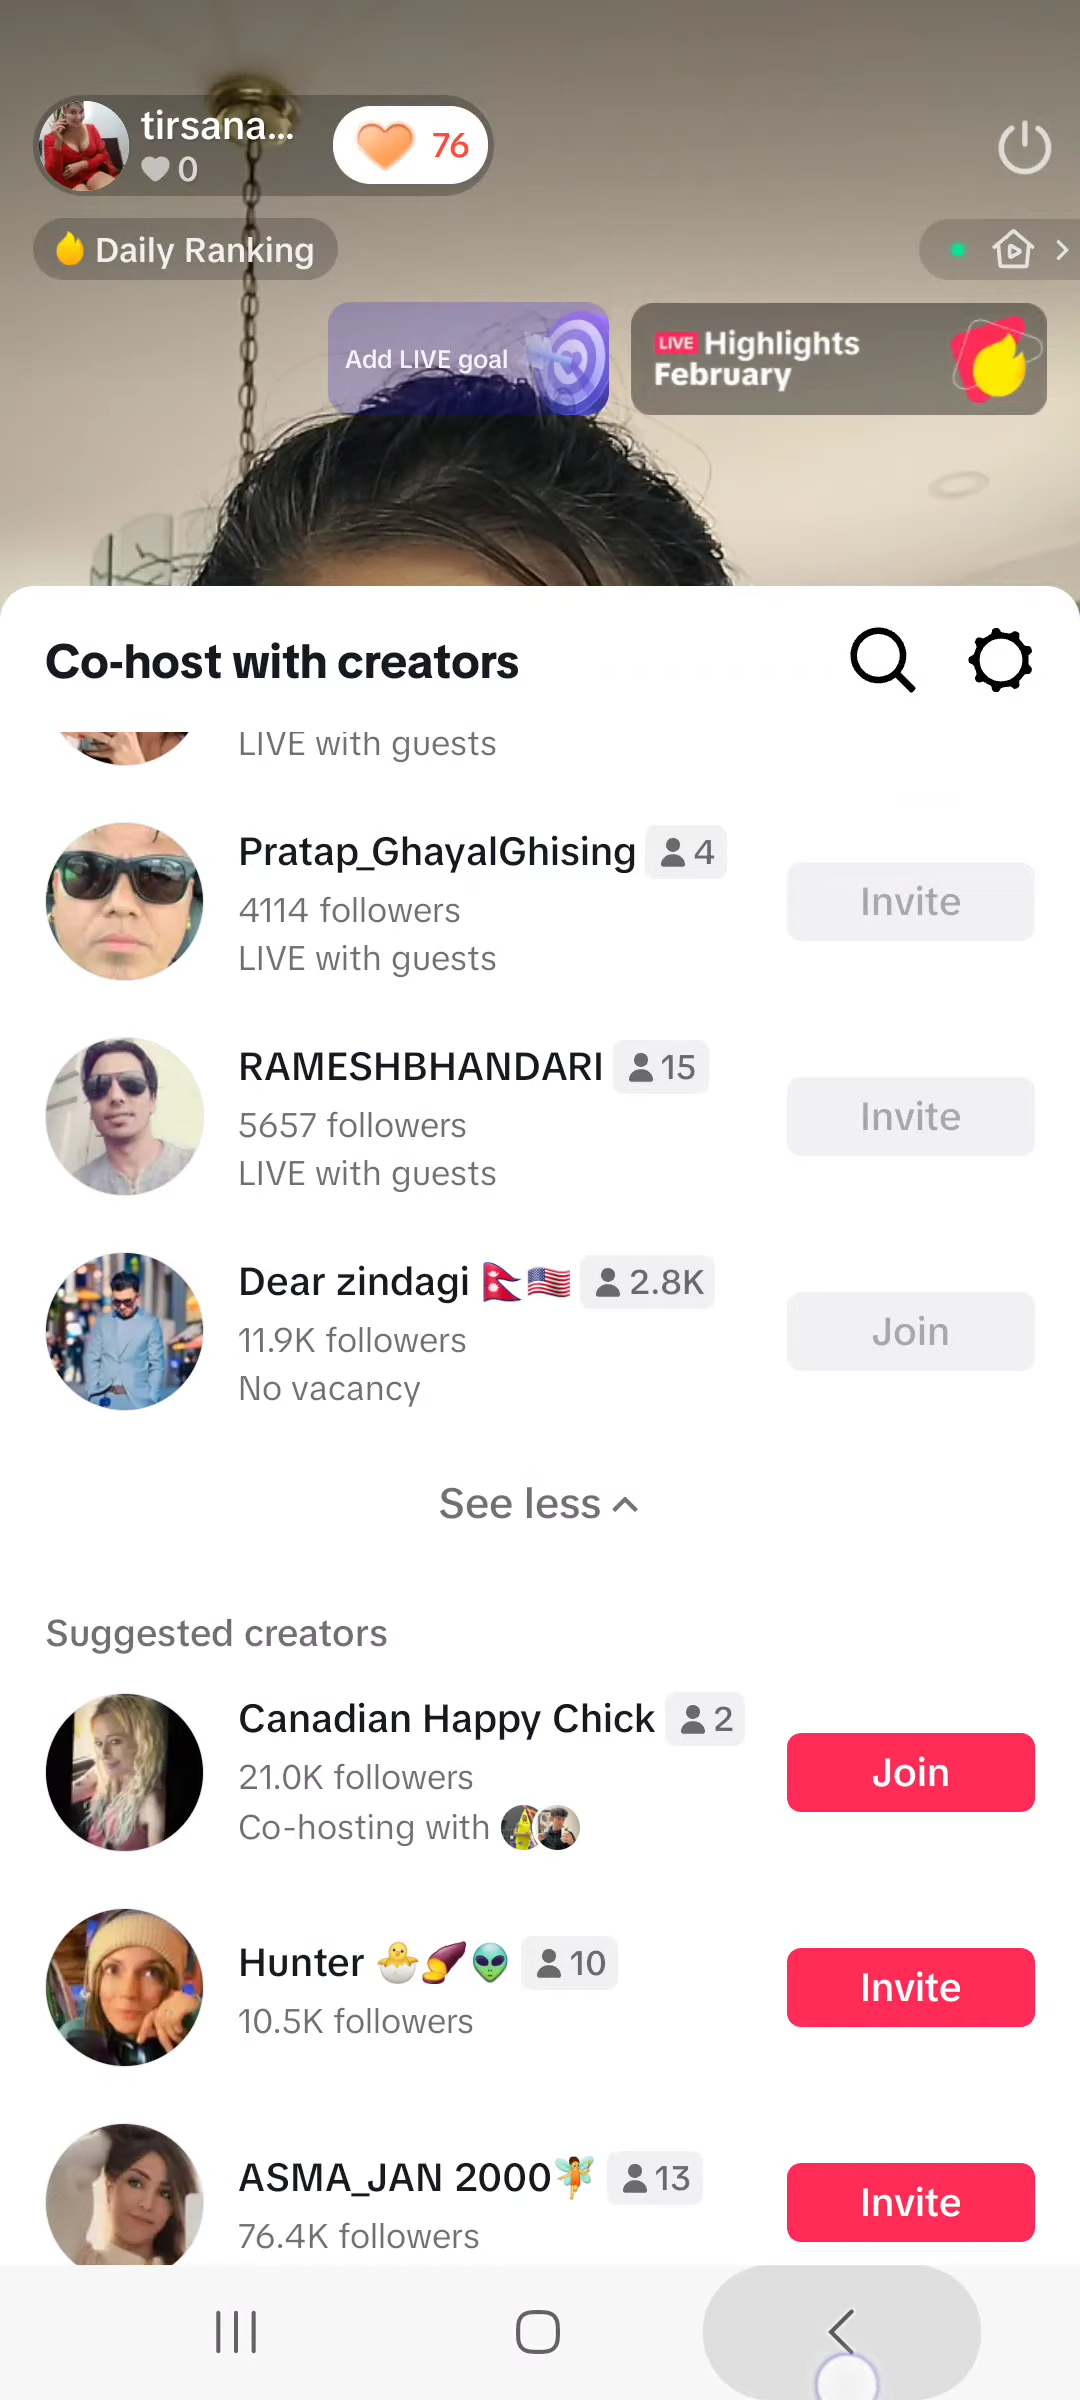 tirsana...
0
76
Daily Ranking
Add LIVE goal
LIVE Highlights
February
Co-host with creators
LIVE with guests
Pratap_GhayalGhising 4
4114 followers
LIVE with guests
Invite
RAMESHBHANDARI 15
5657 followers
LIVE with guests
Invite
Dear zindagi 🇳🇵🇺🇸 2.8K
11.9K followers
No vacancy
Join
See less
Suggested creators
Canadian Happy Chick 2
21.0K followers
Co-hosting with
Join
Hunter 🐣🍠👽 10
10.5K followers
Invite
ASMA_JAN 2000🧚 13
76.4K followers
Invite